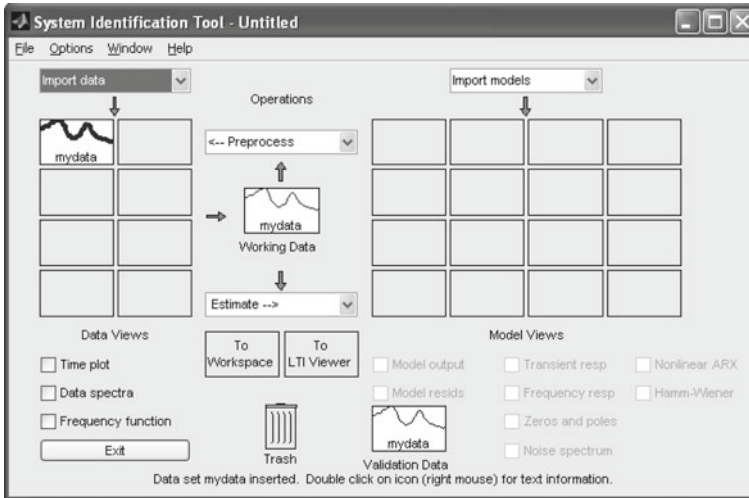 System Identification Tool - Untitled
File Options Window Help
Import data
Import models
Operations
<-- Preprocess
mydata
mydata
Working Data
Estimate -->
Data Views
To Workspace
To LTI Viewer
Model Views
Time plot
Data spectra
Frequency function
Model output
Transient resp
Nonlinear ARX
Model resids
Frequency resp
Hamm-Wiener
Zeros and poles
Noise spectrum
Exit
Trash
mydata
Validation Data
Data set mydata inserted. Double click on icon (right mouse) for text information.